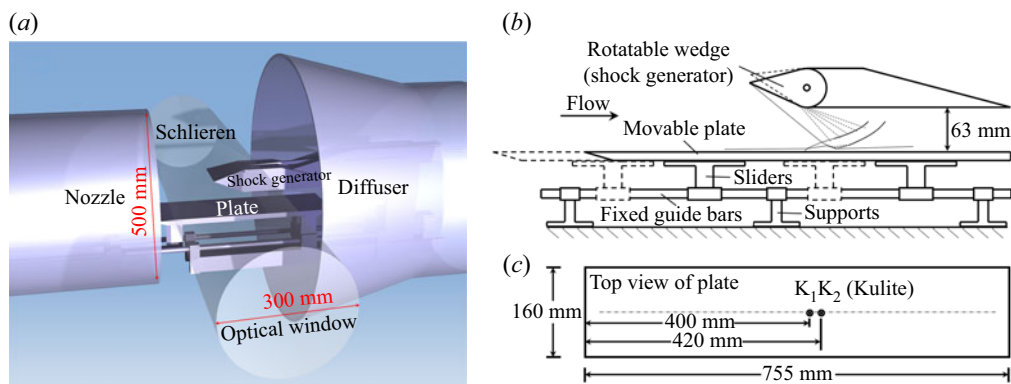 (a)
Schlieren
Nozzle
500 mm
Shock generator
Diffuser
Plate
300 mm
Optical window
(b)
Rotatable wedge
(shock generator)
Flow
Movable plate
63 mm
Sliders
Fixed guide bars
Supports
(c)
Top view of plate
K₁K₂ (Kulite)
160 mm
400 mm
420 mm
755 mm